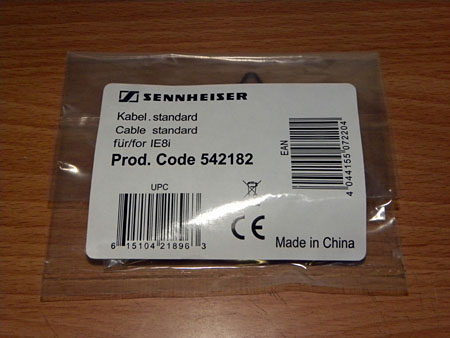 SENNHEISER
Kabel.standard
Cable standard
für/for IE8i
Prod. Code 542182
UPC
6 15104 21896 3
EAN
4 044155 072204
CE
Made in China